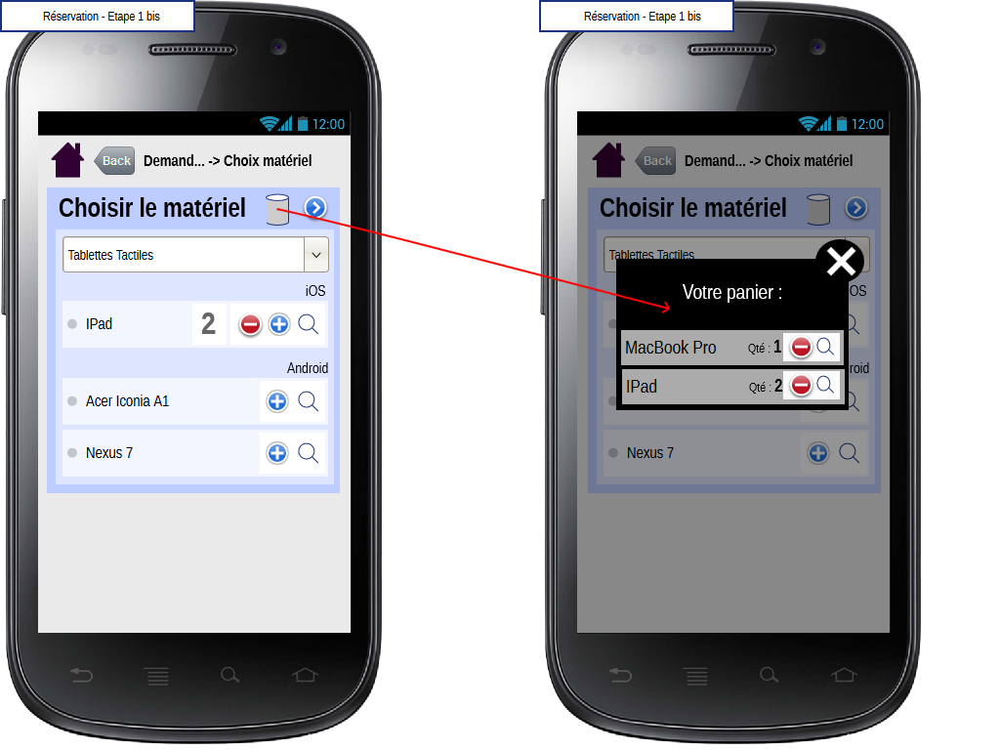 Réservation - Etape 1 bis
12:00
Back
Demand... -> Choix matériel
Choisir le matériel
Tablettes Tactiles
iOS
IPad
2
Android
Acer Iconia A1
Nexus 7
Réservation - Etape 1 bis
12:00
Back
Demand... -> Choix matériel
Choisir le matériel
Tablettes Tactiles
OS
Votre panier :
MacBook Pro Qté : 1
roid
IPad Qté : 2
Nexus 7